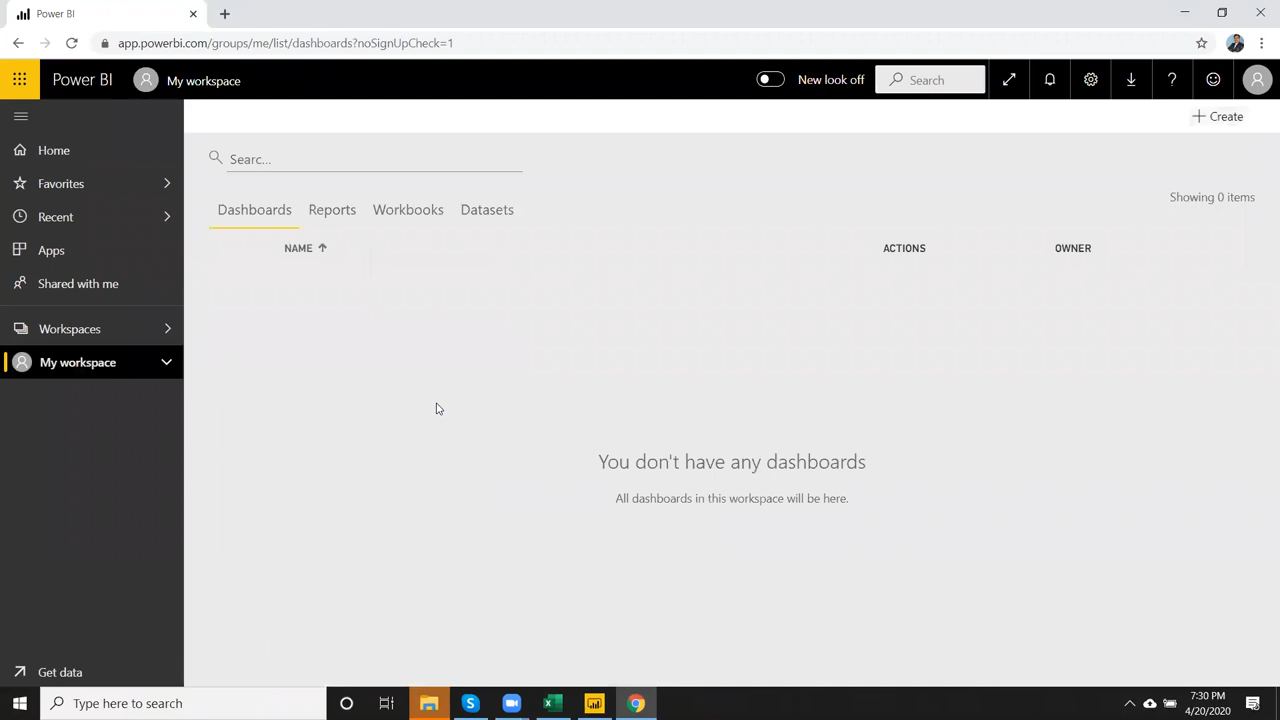 Power BI
app.powerbi.com/groups/me/list/dashboards?noSignUpCheck=1
Power BI
My workspace
New look off
Search
Create
Home
Favorites
Recent
Apps
Shared with me
Workspaces
My workspace
Get data
Searc...
Showing 0 items
Dashboards Reports Workbooks Datasets
NAME ACTIONS OWNER
You don't have any dashboards
All dashboards in this workspace will be here.
Type here to search
7:30 PM
4/20/2020